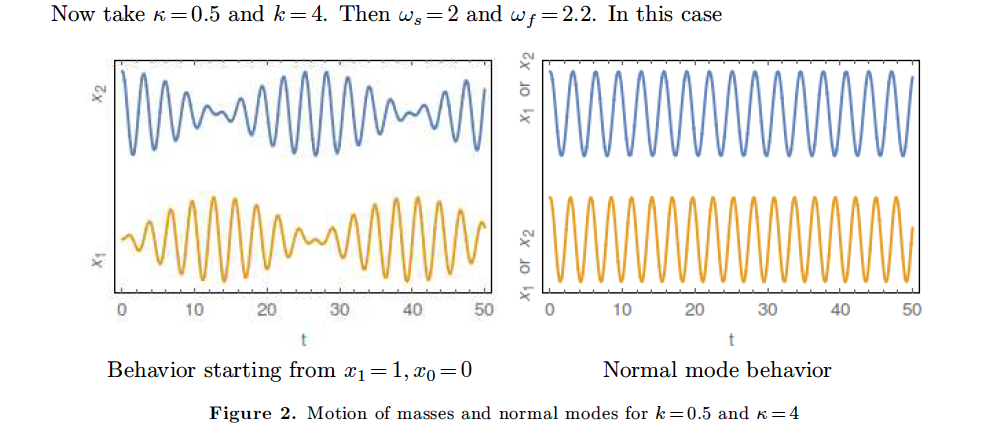 Now take κ=0.5 and k=4. Then ωs=2 and ωf=2.2. In this case
x2
x1
0 10 20 30 40 50
t
x1 or x2
x1 or x2
0 10 20 30 40 50
t
Behavior starting from x1=1, x0=0
Normal mode behavior
Figure 2. Motion of masses and normal modes for k=0.5 and κ=4